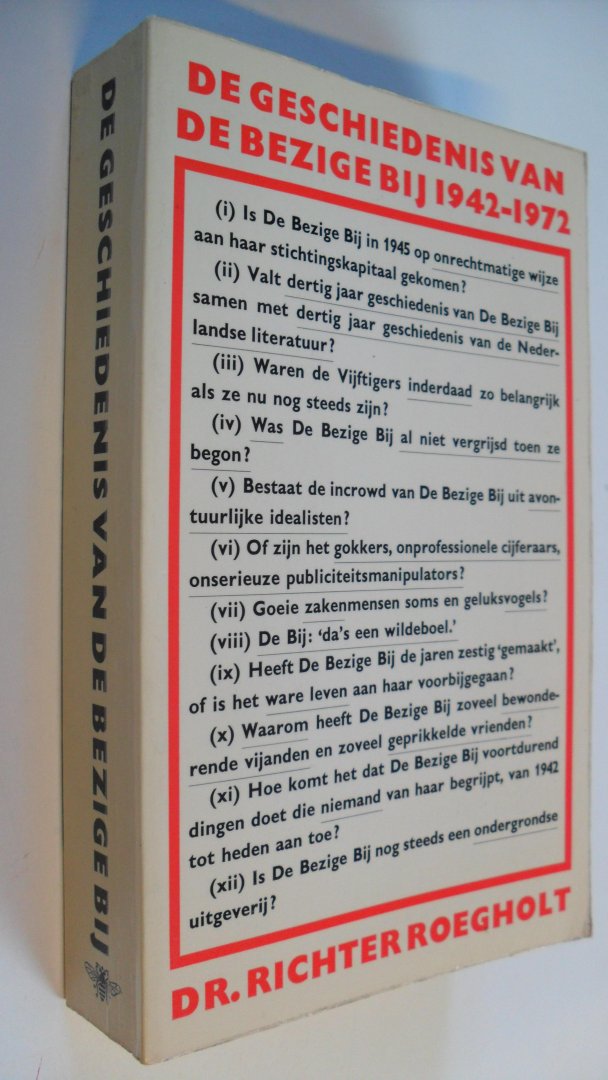 DE GESCHIEDENIS VAN DE BEZIGE BIJ
DE GESCHIEDENIS VAN
DE BEZIGE BIJ 1942-1972
(i) Is De Bezige Bij in 1945 op onrechtmatige wijze
aan haar stichtingskapitaal gekomen?
(ii) Valt dertig jaar geschiedenis van De Bezige Bij
samen met dertig jaar geschiedenis van de Neder-
landse literatuur?
(iii) Waren de Vijftigers inderdaad zo belangrijk
als ze nu nog steeds zijn?
(iv) Was De Bezige Bij al niet vergrijsd toen ze
begon?
(v) Bestaat de incrowd van De Bezige Bij uit avon-
tuurlijke idealisten?
(vi) Of zijn het gokkers, onprofessionele cijferaars,
onserieuze publiciteitsmanipulators?
(vii) Goeie zakenmensen soms en geluksvogels?
(viii) De Bij: ‘da's een wildeboel.’
(ix) Heeft De Bezige Bij de jaren zestig ‘gemaakt’,
of is het ware leven aan haar voorbijgegaan?
(x) Waarom heeft De Bezige Bij zoveel bewonde-
rende vijanden en zoveel geprikkelde vrienden?
(xi) Hoe komt het dat De Bezige Bij voortdurend
dingen doet die niemand van haar begrijpt, van 1942
tot heden aan toe?
(xii) Is De Bezige Bij nog steeds een ondergrondse
uitgeverij?
DR. RICHTER ROEGHOLT